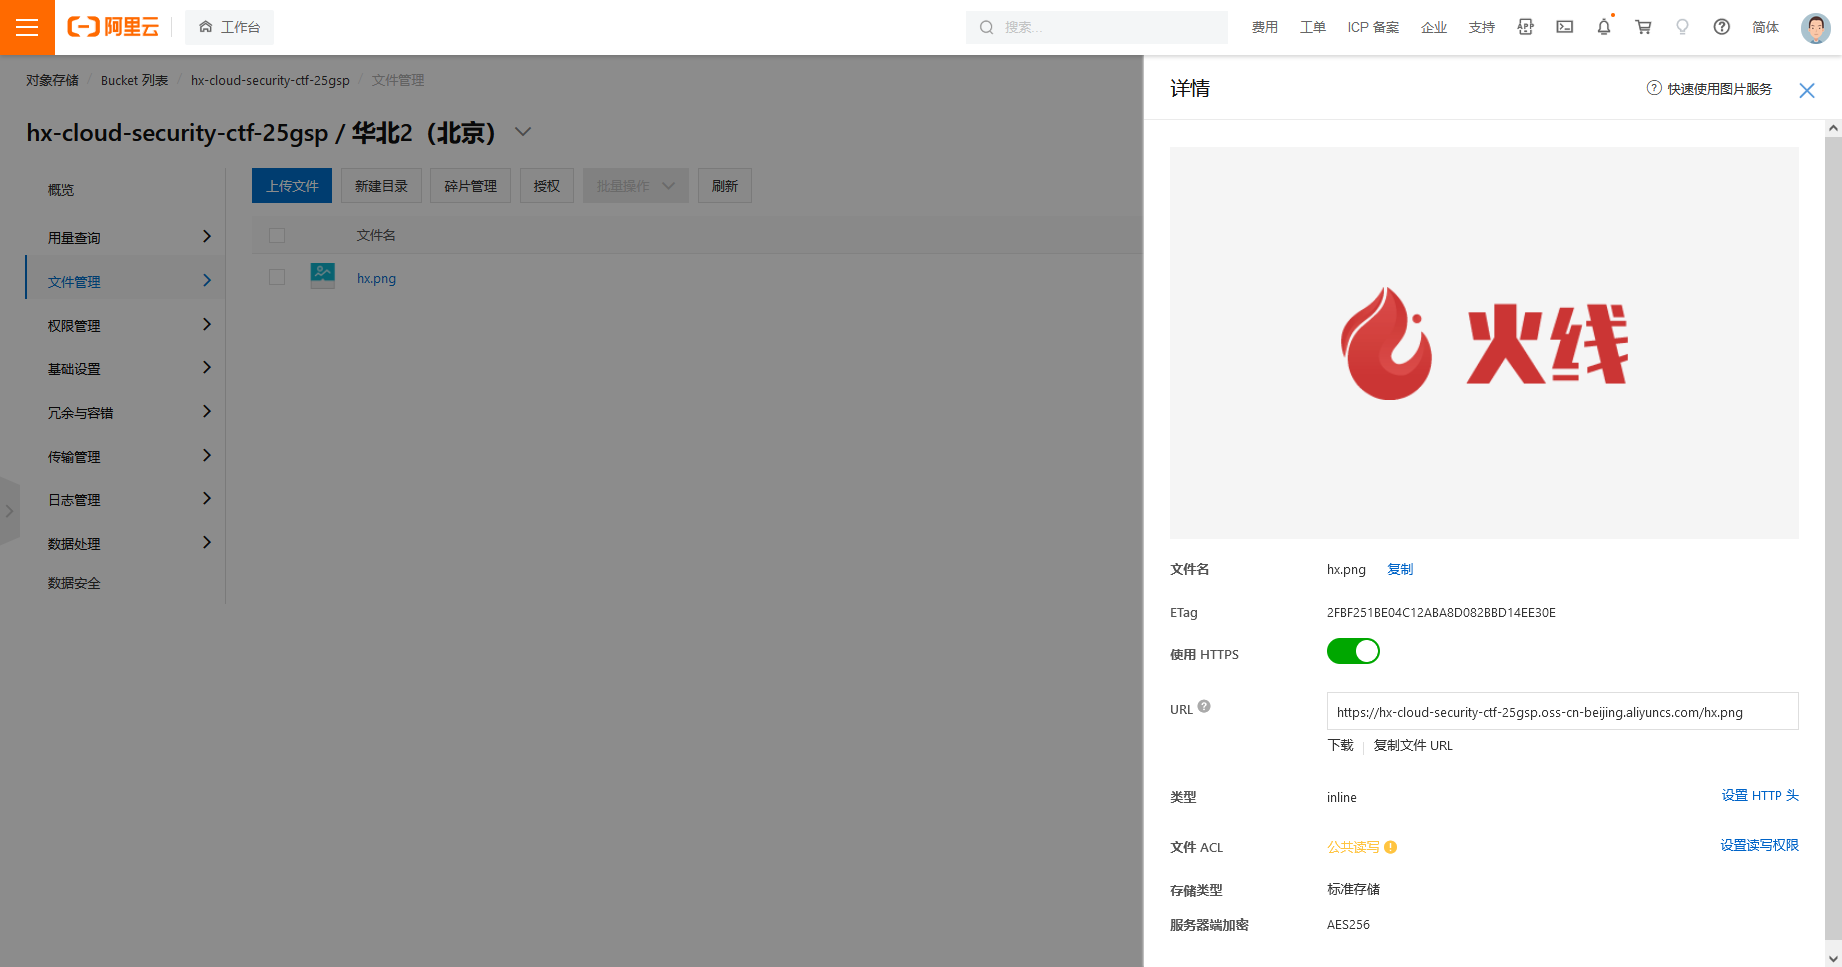 阿里云
工作台
搜索...
费用
工单
ICP 备案
企业
支持
简体
对象存储 / Bucket 列表 / hx-cloud-security-ctf-25gsp / 文件管理
hx-cloud-security-ctf-25gsp / 华北2（北京）
概览
用量查询
文件管理
权限管理
基础设置
冗余与容错
传输管理
日志管理
数据处理
数据安全
上传文件
新建目录
碎片管理
授权
批量操作
刷新
文件名
hx.png
详情
快速使用图片服务
火线
文件名 hx.png 复制
ETag 2FBF251BE04C12ABA8D082BBD14EE30E
使用 HTTPS
URL https://hx-cloud-security-ctf-25gsp.oss-cn-beijing.aliyuncs.com/hx.png
下载 复制文件 URL
类型 inline 设置 HTTP 头
文件 ACL 公共读写 设置读写权限
存储类型 标准存储
服务器端加密 AES256